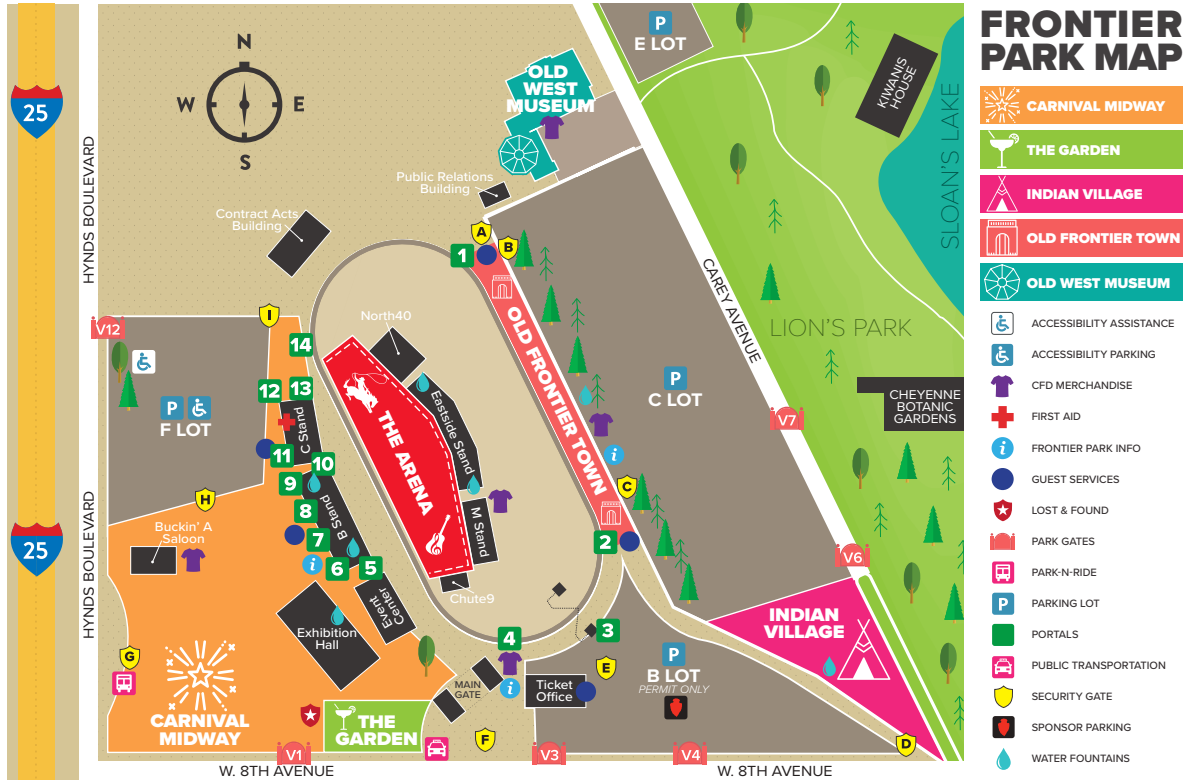 FRONTIER
PARK MAP
CARNIVAL MIDWAY
THE GARDEN
INDIAN VILLAGE
OLD FRONTIER TOWN
OLD WEST MUSEUM
ACCESSIBILITY ASSISTANCE
ACCESSIBILITY PARKING
CFD MERCHANDISE
FIRST AID
i
FRONTIER PARK INFO
GUEST SERVICES
LOST & FOUND
PARK GATES
PARK-N-RIDE
P
PARKING LOT
PORTALS
PUBLIC TRANSPORTATION
SECURITY GATE
SPONSOR PARKING
WATER FOUNTAINS
25
25
HYNDS BOULEVARD
HYNDS BOULEVARD
N
W
E
S
P
E LOT
OLD
WEST
MUSEUM
KIWANIS
HOUSE
SLOAN'S LAKE
Public Relations
Building
Contract Acts
Building
A
B
1
CAREY AVENUE
LION'S PARK
I
V12
North40
14
OLD FRONTIER TOWN
P
C LOT
12
13
P
F LOT
C Stand
THE ARENA
Eastside Stand
CHEYENNE
BOTANIC
GARDENS
V7
i
11
10
9
H
C
8
B Stand
M Stand
Buckin' A
Saloon
7
2
i
6
5
V6
Chute9
Event
Center
Exhibition
Hall
INDIAN
VILLAGE
4
3
G
E
P
B LOT
PERMIT ONLY
MAIN
GATE
i
Ticket
Office
CARNIVAL
MIDWAY
THE
GARDEN
F
D
V1
V3
V4
W. 8TH AVENUE
W. 8TH AVENUE